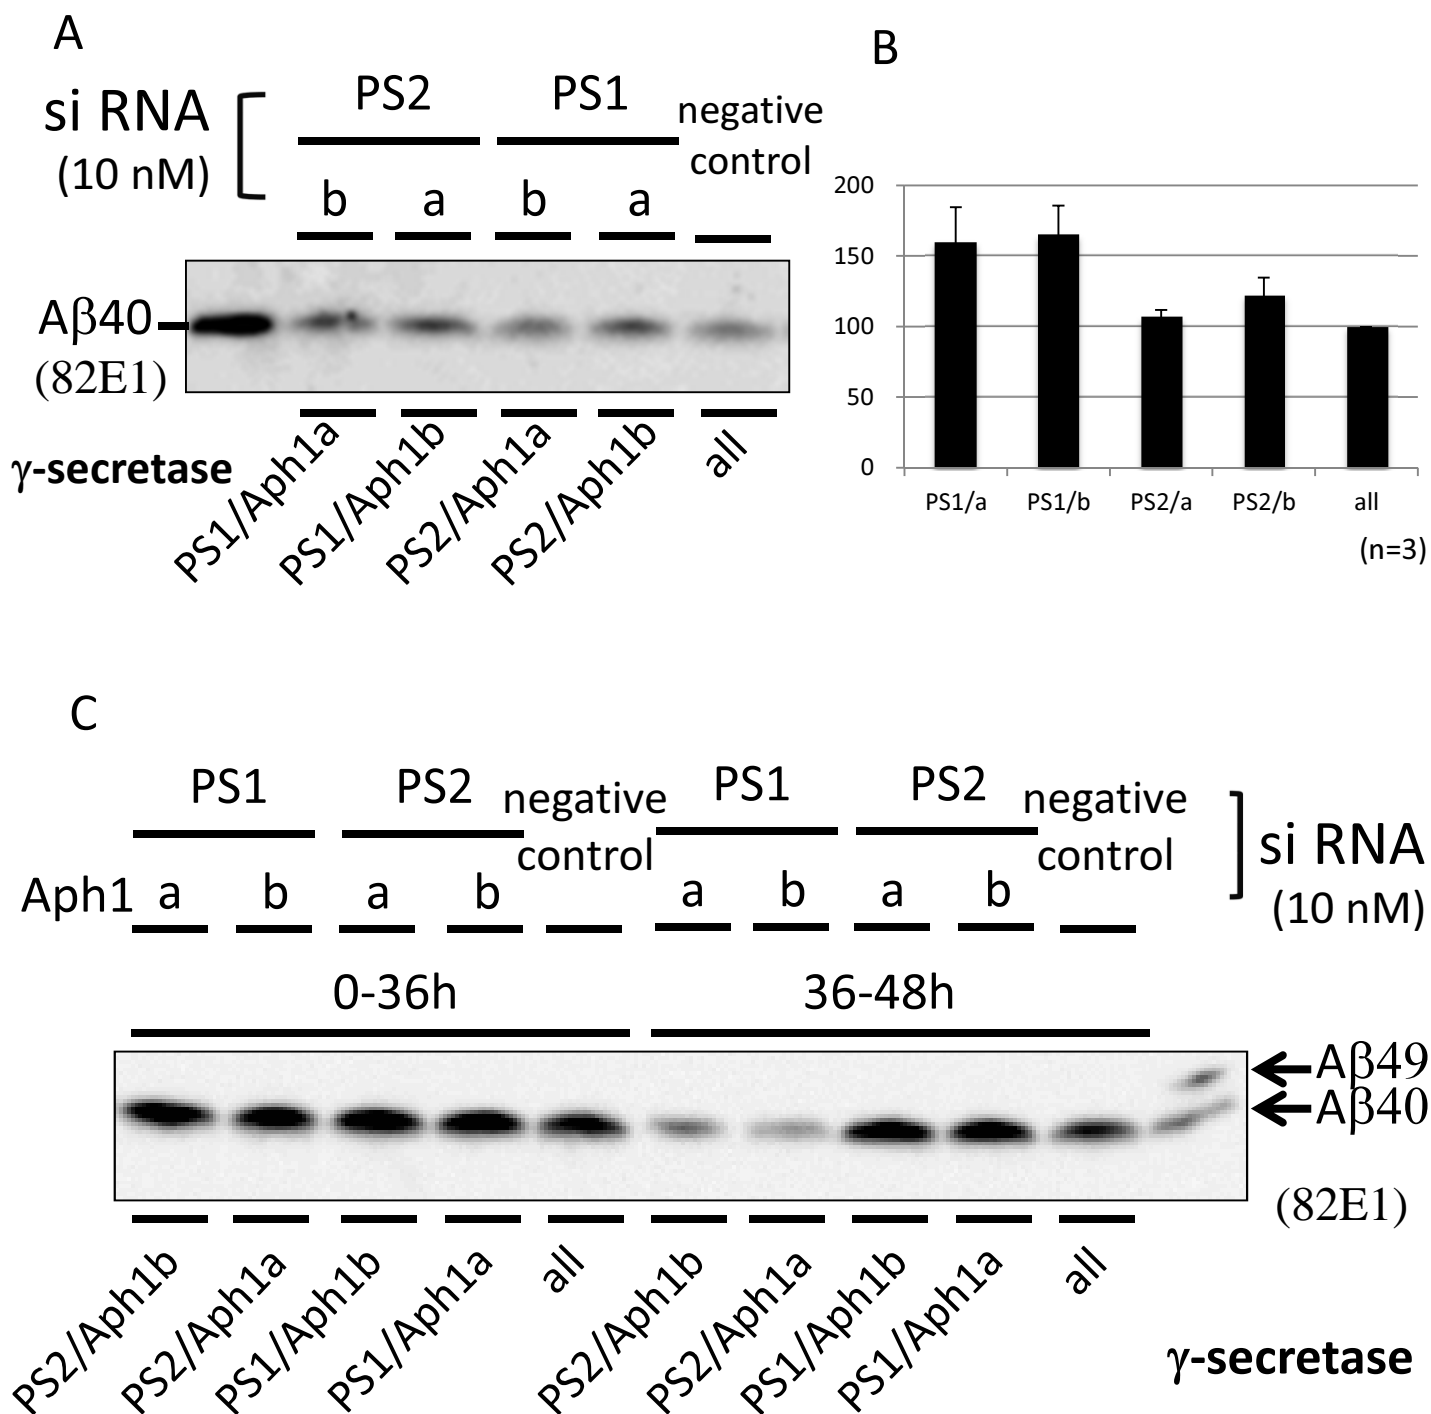 A
si RNA
(10 nM)
PS2
PS1
negative
control
b
a
b
a
Aβ40
(82E1)
γ-secretase
PS1/Aph1a
PS1/Aph1b
PS2/Aph1a
PS2/Aph1b
all
B
200
150
100
50
0
PS1/a
PS1/b
PS2/a
PS2/b
all
(n=3)
C
PS1
PS2
negative
control
PS1
PS2
negative
control
si RNA
(10 nM)
Aph1
a
b
a
b
a
b
a
b
0-36h
36-48h
Aβ49
Aβ40
(82E1)
PS2/Aph1b
PS2/Aph1a
PS1/Aph1b
PS1/Aph1a
all
PS2/Aph1b
PS2/Aph1a
PS1/Aph1b
PS1/Aph1a
all
γ-secretase